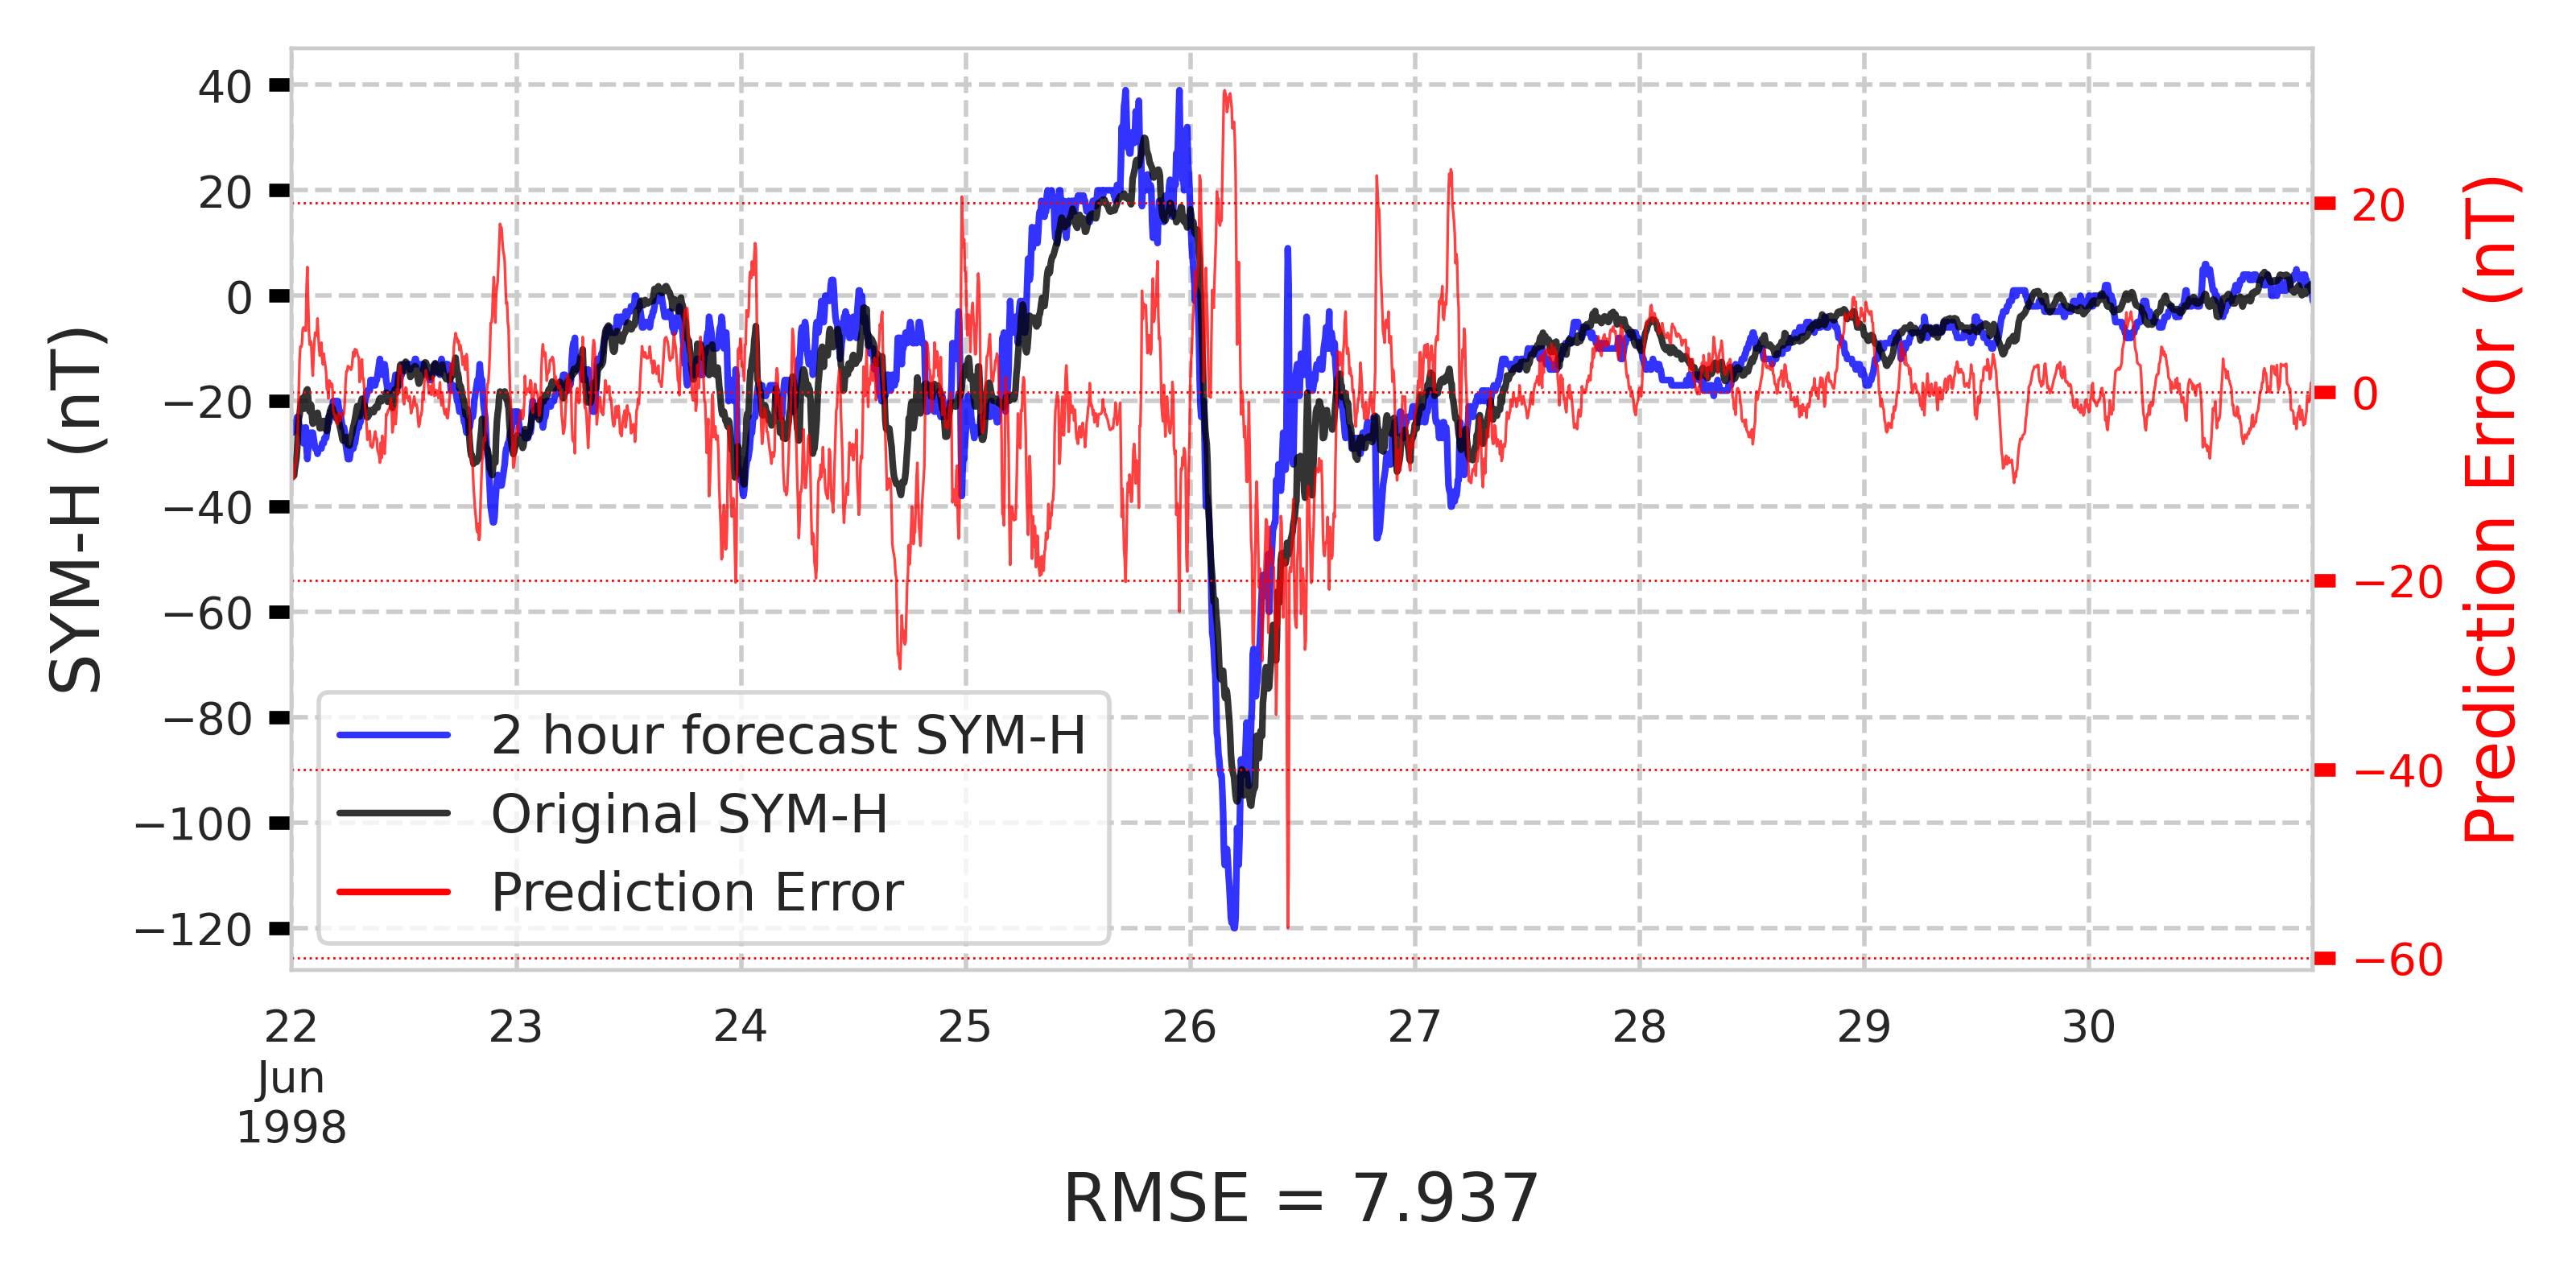 SYM-H (nT)
40
20
0
−20
−40
−60
−80
−100
−120
2 hour forecast SYM-H
Original SYM-H
Prediction Error
20
0
−20
−40
−60
Prediction Error (nT)
22 23 24 25 26 27 28 29 30
Jun
1998
RMSE = 7.937